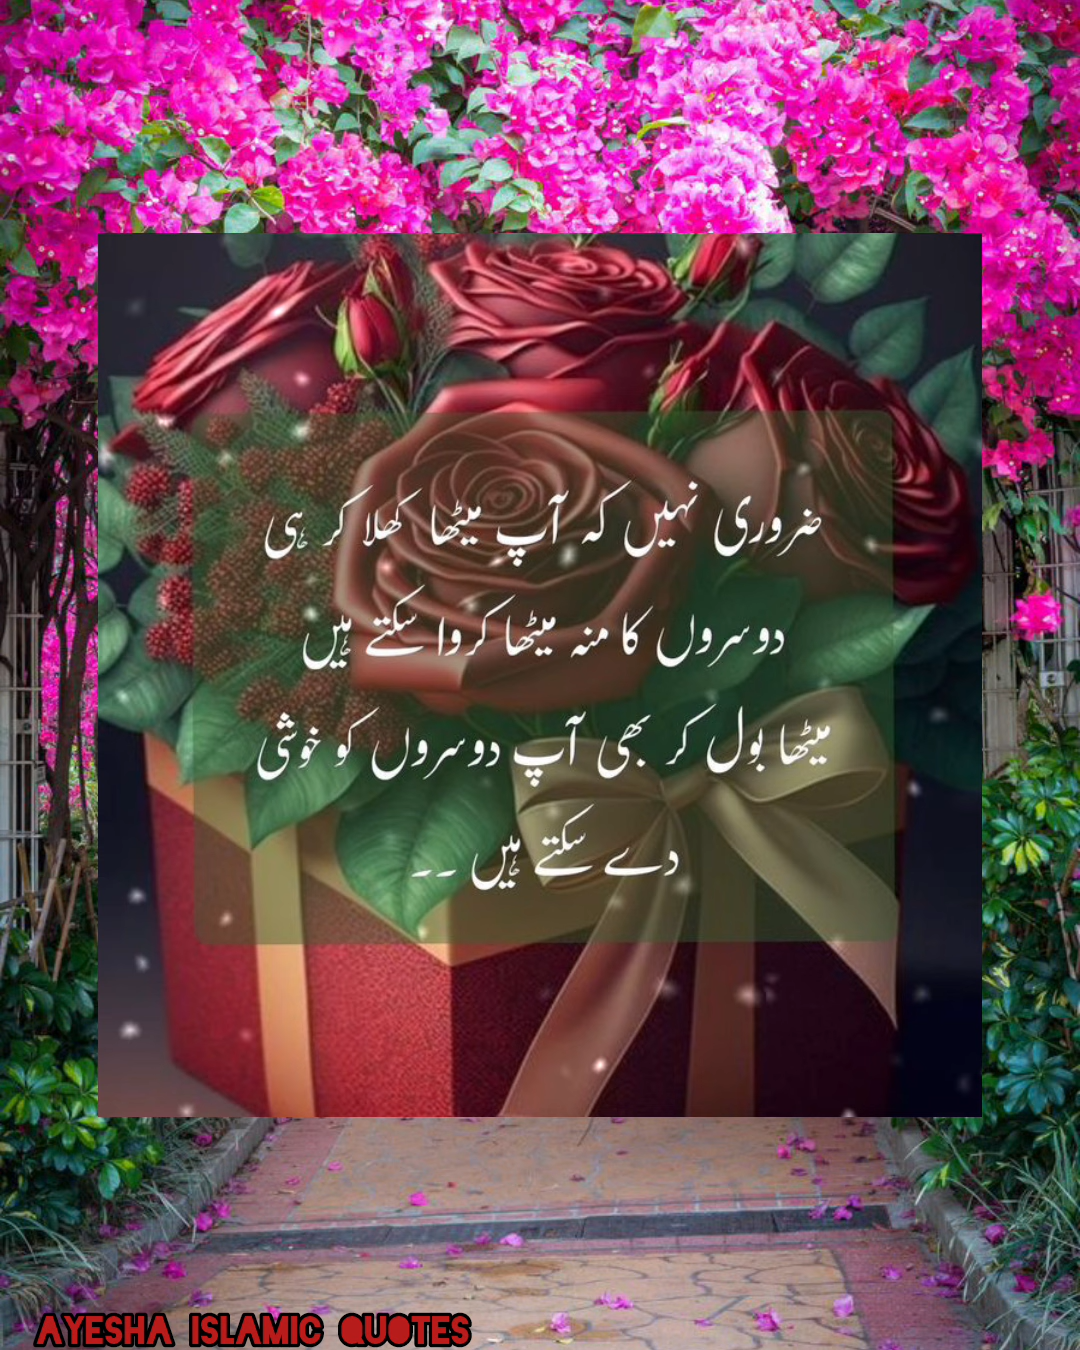 ضروری نہیں کہ آپ میٹھا کھلا کر ہی
دوسروں کا منہ میٹھا کروا سکتے ہیں
میٹھا بول کر بھی آپ دوسروں کو خوشی
دے سکتے ہیں ۔۔
AYESHA ISLAMIC QUOTES